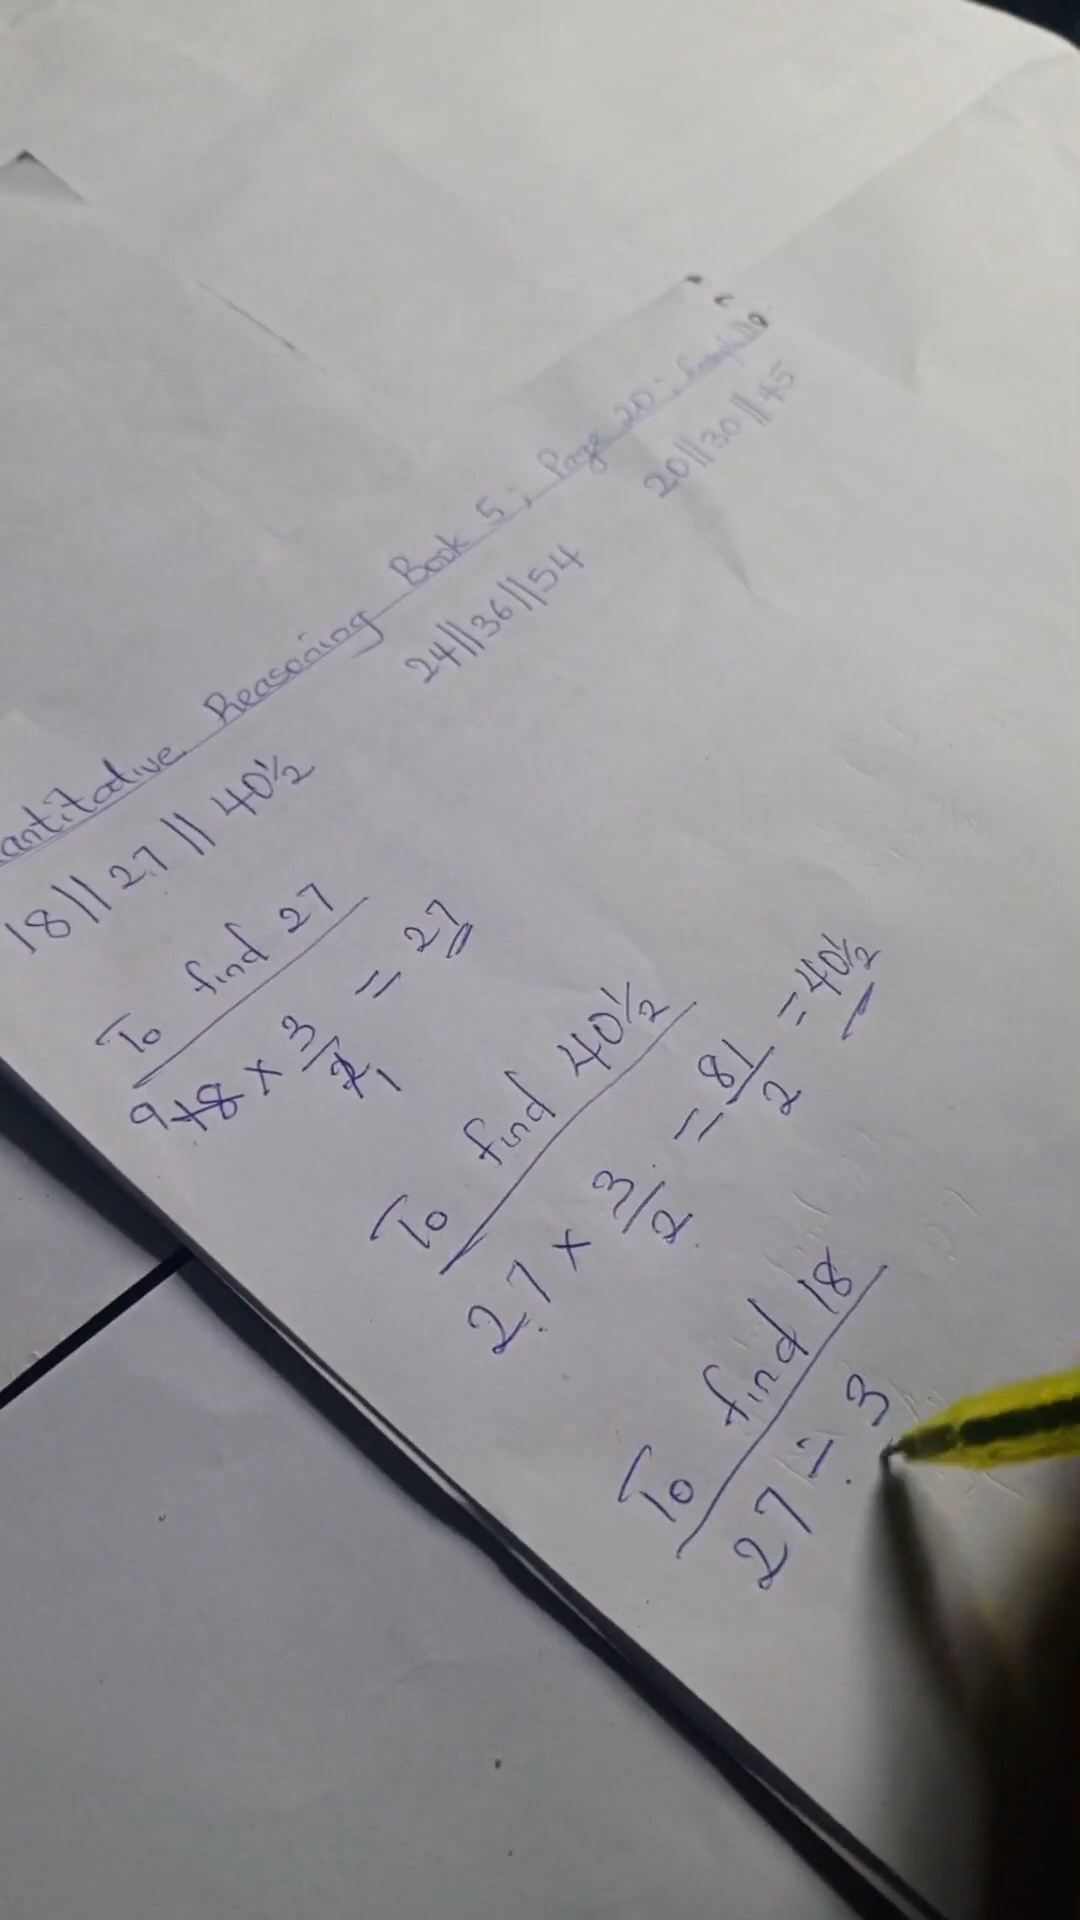 antitative Reasoning Book 5; Page 20;
18||27||40½ 24||36||54 20||30||45
To find 27
9 18 × 3/2 1 = 27
To find 40½
27 × 3/2 = 81/2 = 40½
To find 18
27 ÷ 3